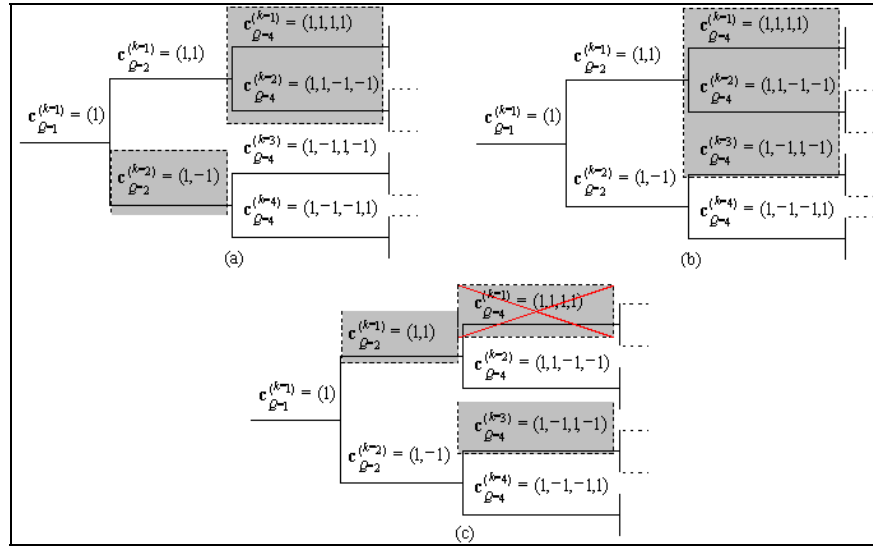 c_{Q=4}^{(k=1)} = (1,1,1,1)
c_{Q=2}^{(k=1)} = (1,1)
c_{Q=4}^{(k=2)} = (1,1,-1,-1)
c_{Q=1}^{(k=1)} = (1)
c_{Q=4}^{(k=3)} = (1,-1,1,-1)
c_{Q=2}^{(k=2)} = (1,-1)
c_{Q=4}^{(k=4)} = (1,-1,-1,1)
(a)
c_{Q=4}^{(k=1)} = (1,1,1,1)
c_{Q=2}^{(k=1)} = (1,1)
c_{Q=4}^{(k=2)} = (1,1,-1,-1)
c_{Q=1}^{(k=1)} = (1)
c_{Q=4}^{(k=3)} = (1,-1,1,-1)
c_{Q=2}^{(k=2)} = (1,-1)
c_{Q=4}^{(k=4)} = (1,-1,-1,1)
(b)
c_{Q=4}^{(k=1)} = (1,1,1,1)
c_{Q=2}^{(k=1)} = (1,1)
c_{Q=4}^{(k=2)} = (1,1,-1,-1)
c_{Q=1}^{(k=1)} = (1)
c_{Q=4}^{(k=3)} = (1,-1,1,-1)
c_{Q=2}^{(k=2)} = (1,-1)
c_{Q=4}^{(k=4)} = (1,-1,-1,1)
(c)